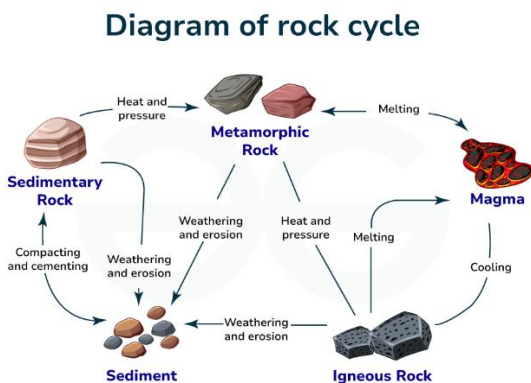 Diagram of rock cycle
Heat and
pressure
Melting
Metamorphic
Rock
Sedimentary
Rock
Magma
Weathering
and erosion
Heat and
pressure
Melting
Compacting
and cementing
Weathering
and erosion
Cooling
Weathering
and erosion
Sediment
Igneous Rock